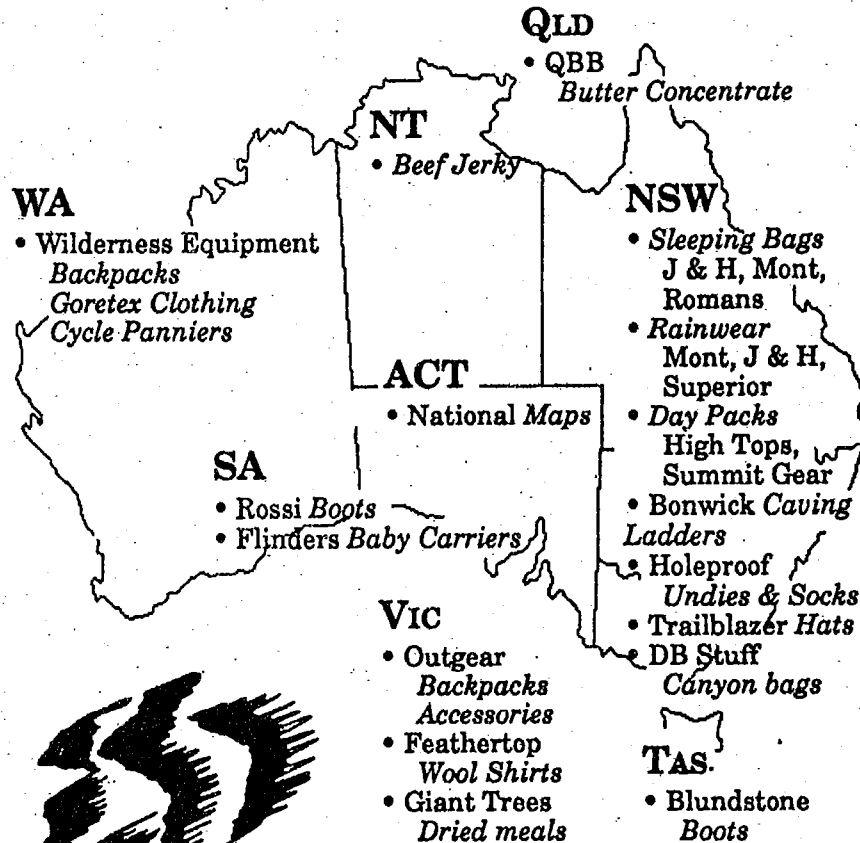 QLD
• QBB
Butter Concentrate
NT
• Beef Jerky
WA
• Wilderness Equipment
Backpacks
Goretex Clothing
Cycle Panniers
NSW
• Sleeping Bags
J & H, Mont,
Romans
• Rainwear
Mont, J & H,
Superior
• Day Packs
High Tops,
Summit Gear
• Bonwick Caving
Ladders
• Holeproof
Undies & Socks
• Trailblazer Hats
• DB Stuff
Canyon bags
ACT
• National Maps
SA
• Rossi Boots
• Flinders Baby Carriers
VIC
• Outgear
Backpacks
Accessories
• Feathertop
Wool Shirts
• Giant Trees
Dried meals
TAS.
• Blundstone
Boots